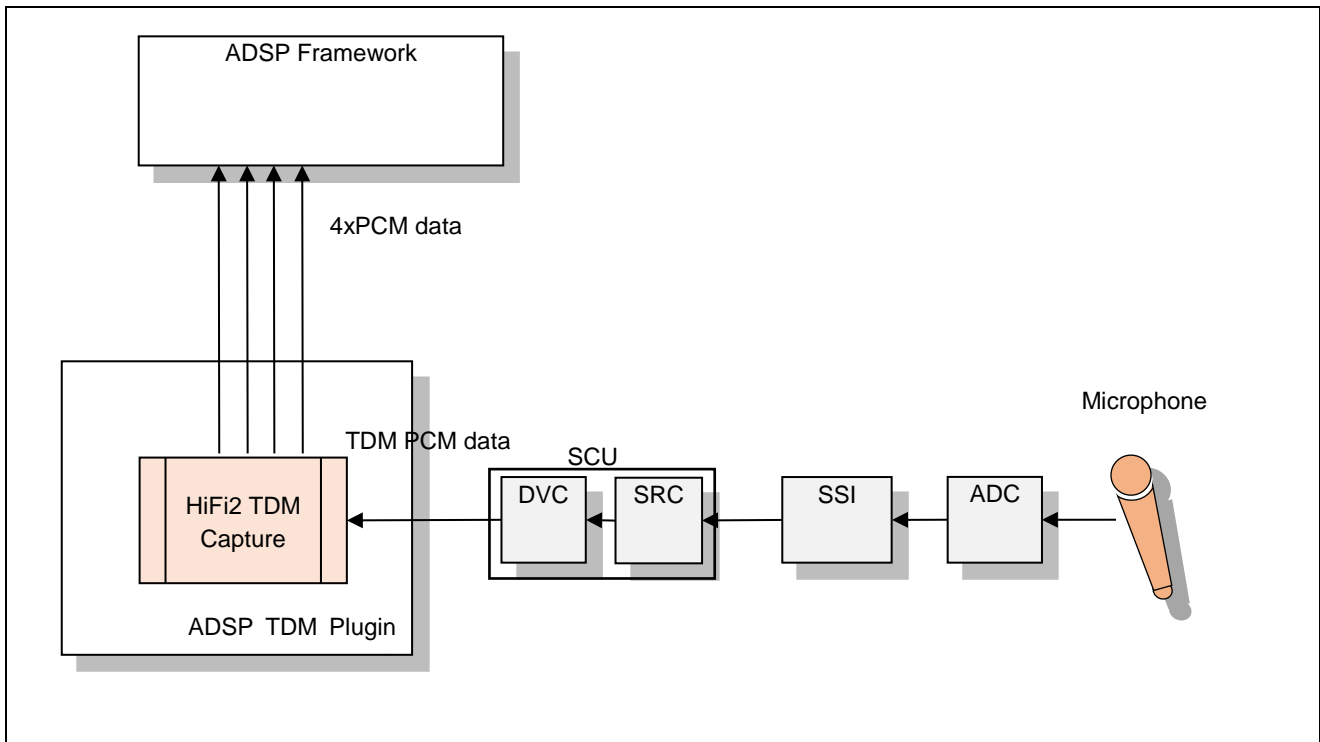 ADSP Framework
4xPCM data
Microphone
TDM PCM data
SCU
DVC
SRC
SSI
ADC
HiFi2 TDM
Capture
ADSP TDM Plugin